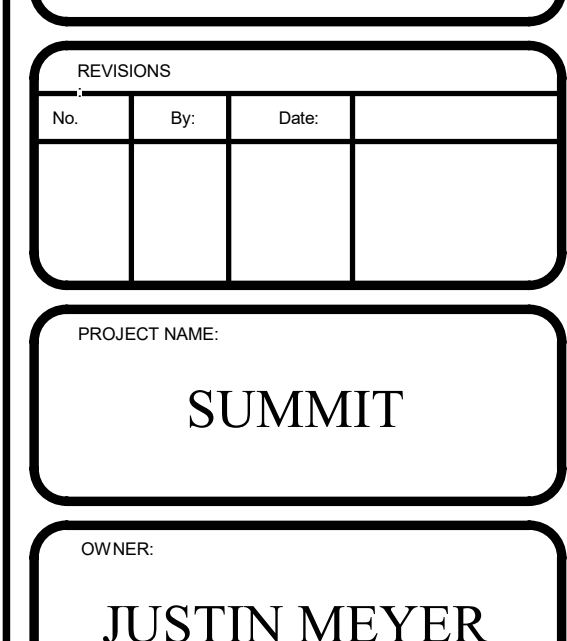 REVISIONS
:
No. By: Date:
PROJECT NAME:
SUMMIT
OWNER:
JUSTIN MEYER